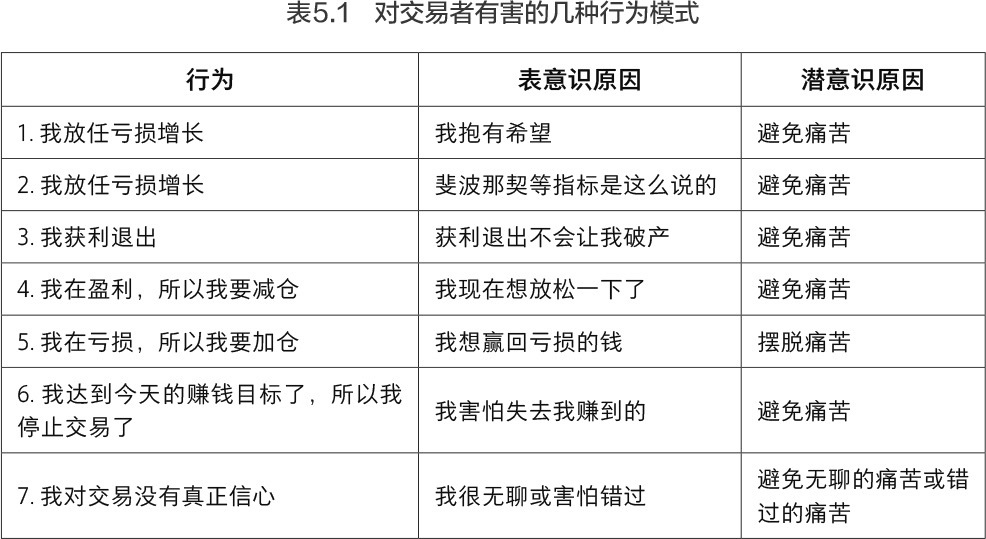 表5.1 对交易者有害的几种行为模式
行为 表意识原因 潜意识原因
1. 我放任亏损增长 我抱有希望 避免痛苦
2. 我放任亏损增长 斐波那契等指标是这么说的 避免痛苦
3. 我获利退出 获利退出不会让我破产 避免痛苦
4. 我在盈利，所以我要减仓 我现在想放松一下了 避免痛苦
5. 我在亏损，所以我要加仓 我想赢回亏损的钱 摆脱痛苦
6. 我达到今天的赚钱目标了，所以我
停止交易了 我害怕失去我赚到的 避免痛苦
7. 我对交易没有真正信心 我很无聊或害怕错过 避免无聊的痛苦或错
过的痛苦